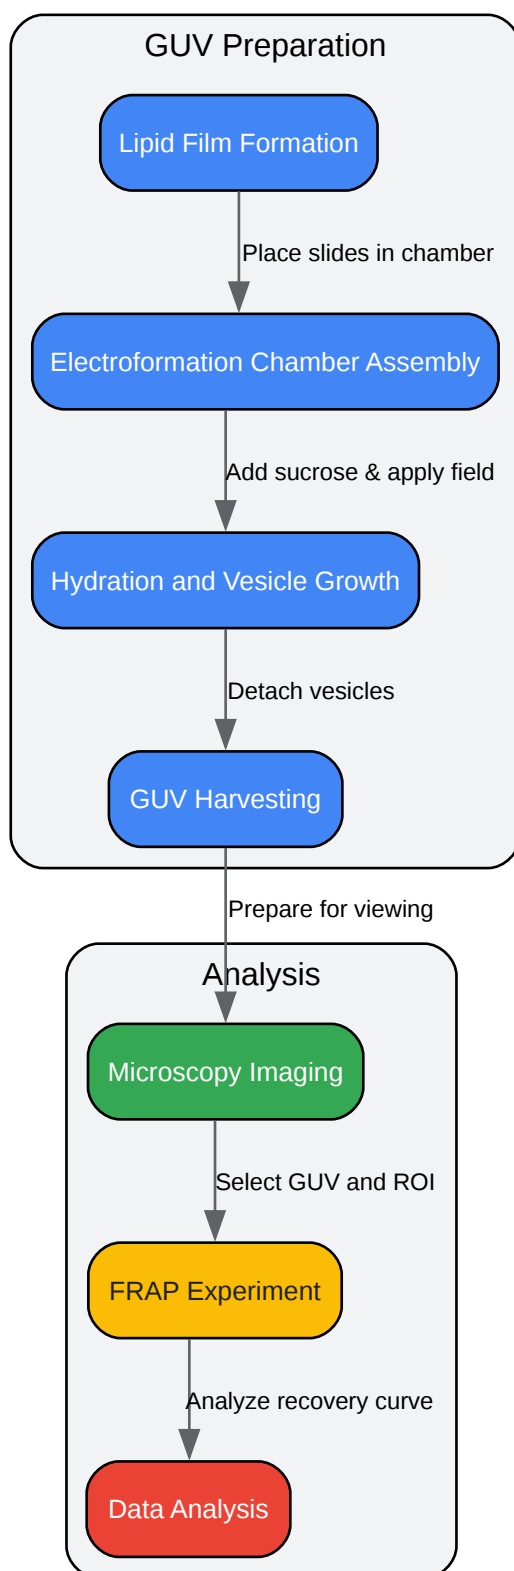 GUV Preparation
Lipid Film Formation
Place slides in chamber
Electroformation Chamber Assembly
Add sucrose & apply field
Hydration and Vesicle Growth
Detach vesicles
GUV Harvesting
Prepare for viewing
Analysis
Microscopy Imaging
Select GUV and ROI
FRAP Experiment
Analyze recovery curve
Data Analysis